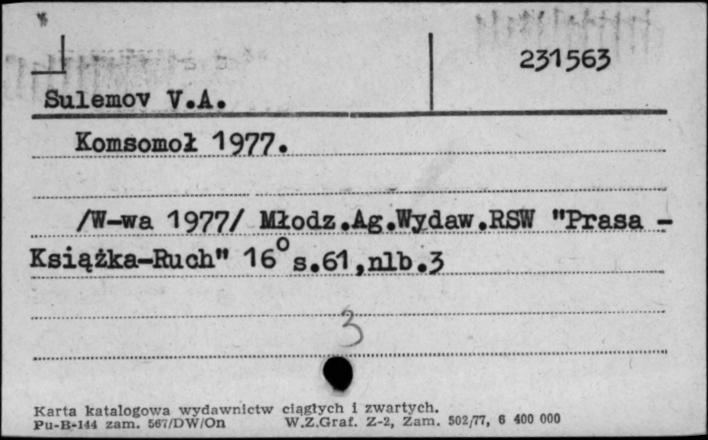 231563
Sulemov V.A.
Komsomoł 1977.
/W-wa 1977/ Młodz.Ag.Wydaw.RSW "Prasa -
Książka-Ruch" 16° s.61,nlb.3
3
Karta katalogowa wydawnictw ciągłych i zwartych.
Pu-B-144 zam. 567/DW/On W.Z.Graf. Z-2, Zam. 502/77, 6 400 000